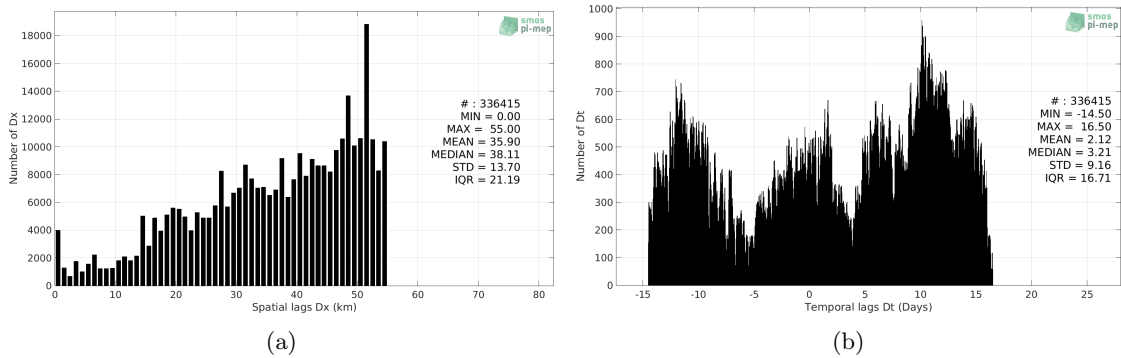 smos
pi-mep
18000
16000
14000
12000
10000
8000
6000
4000
2000
0
Number of Dx
# : 336415
MIN = 0.00
MAX = 55.00
MEAN = 35.90
MEDIAN = 38.11
STD = 13.70
IQR = 21.19
0 10 20 30 40 50 60 70 80
Spatial lags Dx (km)
(a)
smos
pi-mep
1000
900
800
700
600
500
400
300
200
100
0
Number of Dt
# : 336415
MIN = -14.50
MAX = 16.50
MEAN = 2.12
MEDIAN = 3.21
STD = 9.16
IQR = 16.71
-15 -10 -5 0 5 10 15 20 25
Temporal lags Dt (Days)
(b)